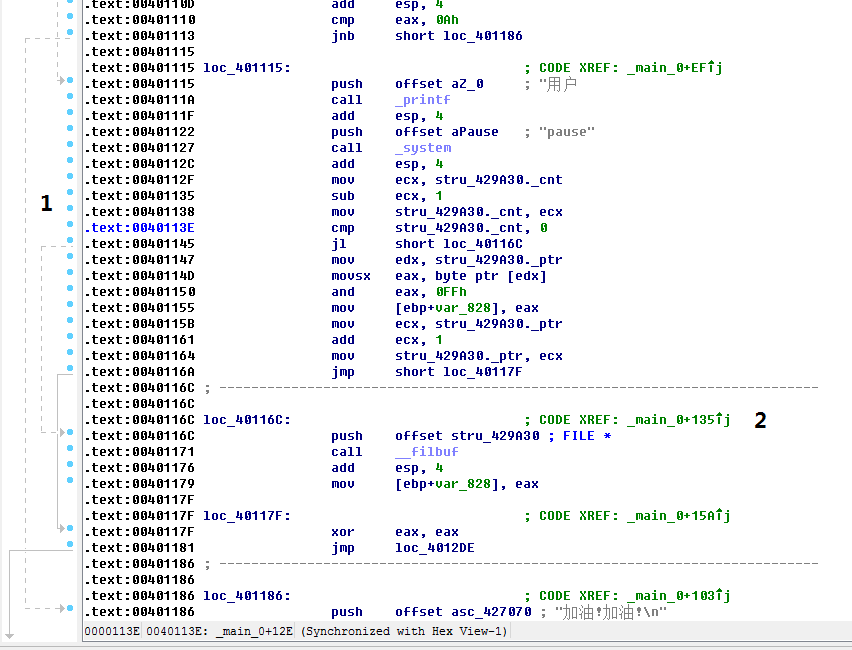 .text:0040110D add esp, 4
.text:00401110 cmp eax, 0Ah
.text:00401113 jnb short loc_401186
.text:00401115
.text:00401115 loc_401115: ; CODE XREF: _main_0+EF↑j
.text:00401115 push offset aZ_0 ; "用户
.text:0040111A call _printf
.text:0040111F add esp, 4
.text:00401122 push offset aPause ; "pause"
.text:00401127 call _system
.text:0040112C add esp, 4
.text:0040112F mov ecx, stru_429A30._cnt
.text:00401135 sub ecx, 1
1
.text:00401138 mov stru_429A30._cnt, ecx
.text:0040113E cmp stru_429A30._cnt, 0
.text:00401145 jl short loc_40116C
.text:00401147 mov edx, stru_429A30._ptr
.text:0040114D movsx eax, byte ptr [edx]
.text:00401150 and eax, 0FFh
.text:00401155 mov [ebp+var_828], eax
.text:0040115B mov ecx, stru_429A30._ptr
.text:00401161 add ecx, 1
.text:00401164 mov stru_429A30._ptr, ecx
.text:0040116A jmp short loc_40117F
.text:0040116C ; ---------------------------------------------------------------------------
.text:0040116C
.text:0040116C loc_40116C: ; CODE XREF: _main_0+135↑j 2
.text:0040116C push offset stru_429A30 ; FILE *
.text:00401171 call __filbuf
.text:00401176 add esp, 4
.text:00401179 mov [ebp+var_828], eax
.text:0040117F
.text:0040117F loc_40117F: ; CODE XREF: _main_0+15A↑j
.text:0040117F xor eax, eax
.text:00401181 jmp loc_4012DE
.text:00401186 ; ---------------------------------------------------------------------------
.text:00401186
.text:00401186 loc_401186: ; CODE XREF: _main_0+103↑j
.text:00401186 push offset asc_427070 ; "加油!加油!\n"
0000113E 0040113E: _main_0+12E (Synchronized with Hex View-1)